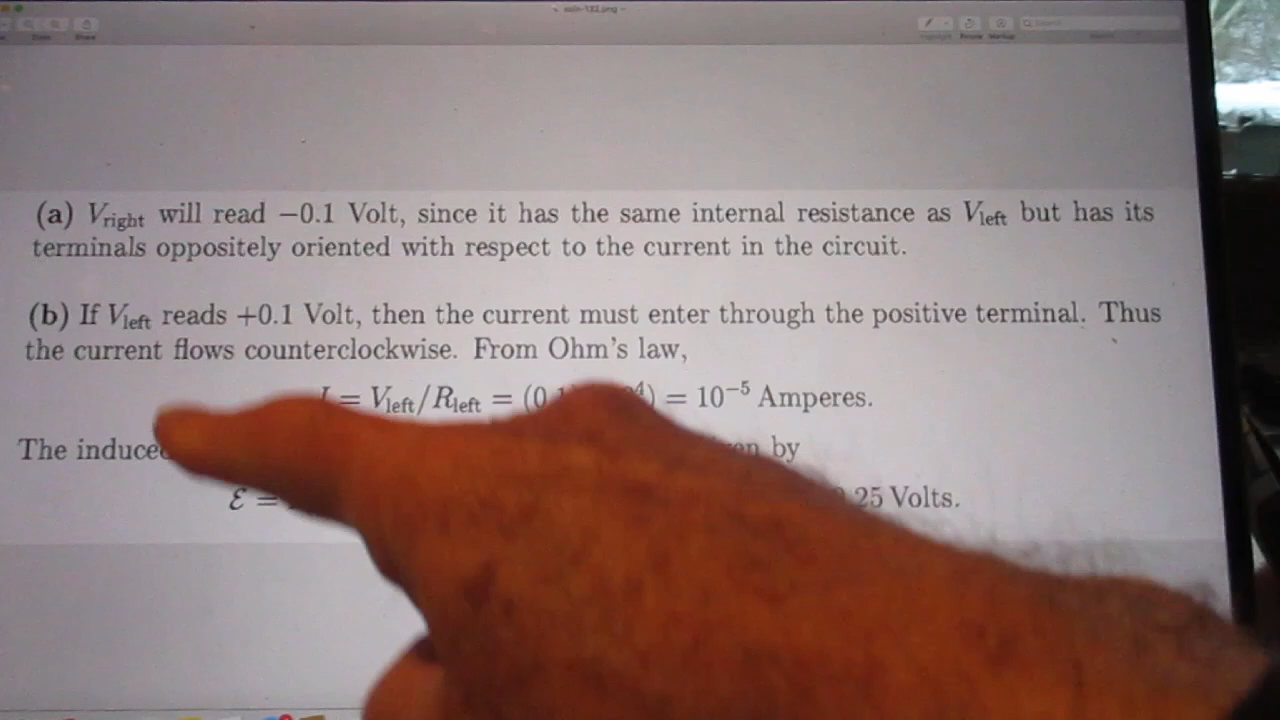 (a) Vright will read −0.1 Volt, since it has the same internal resistance as Vleft but has its
terminals oppositely oriented with respect to the current in the circuit.
(b) If Vleft reads +0.1 Volt, then the current must enter through the positive terminal. Thus
the current flows counterclockwise. From Ohm's law,
= Vleft/Rleft = (0 4) = 10−5 Amperes.
The by
ℰ = 25 Volts.